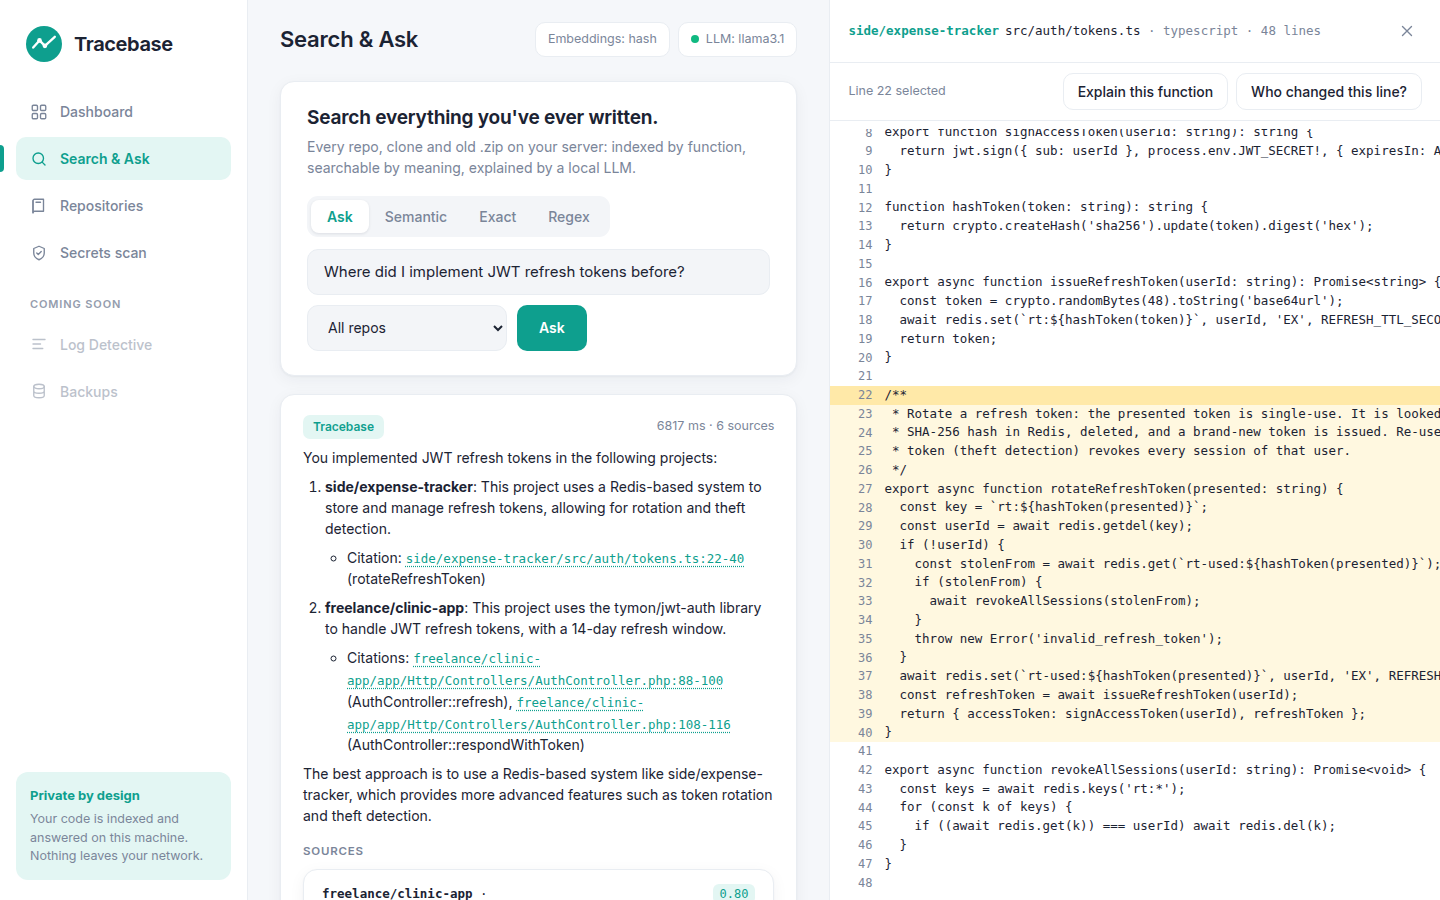 Tracebase
Dashboard
Search & Ask
Repositories
Secrets scan
COMING SOON
Log Detective
Backups
Private by design
Your code is indexed and
answered on this machine.
Nothing leaves your network.
Search & Ask
Embeddings: hash
LLM: llama3.1
Search everything you've ever written.
Every repo, clone and old .zip on your server: indexed by function,
searchable by meaning, explained by a local LLM.
Ask Semantic Exact Regex
Where did I implement JWT refresh tokens before?
All repos
Ask
Tracebase
6817 ms · 6 sources
You implemented JWT refresh tokens in the following projects:
1. side/expense-tracker: This project uses a Redis-based system to
store and manage refresh tokens, allowing for rotation and theft
detection.
Citation: side/expense-tracker/src/auth/tokens.ts:22-40
(rotateRefreshToken)
2. freelance/clinic-app: This project uses the tymon/jwt-auth library
to handle JWT refresh tokens, with a 14-day refresh window.
Citations: freelance/clinic-
app/app/Http/Controllers/AuthController.php:88-100
(AuthController::refresh), freelance/clinic-
app/app/Http/Controllers/AuthController.php:108-116
(AuthController::respondWithToken)
The best approach is to use a Redis-based system like side/expense-
tracker, which provides more advanced features such as token rotation
and theft detection.
SOURCES
freelance/clinic-app ·
0.80
side/expense-tracker src/auth/tokens.ts · typescript · 48 lines
Line 22 selected
Explain this function
Who changed this line?
8 export function signAccessToken(userId: string): string {
9   return jwt.sign({ sub: userId }, process.env.JWT_SECRET!, { expiresIn: A
10 }
11
12 function hashToken(token: string): string {
13   return crypto.createHash('sha256').update(token).digest('hex');
14 }
15
16 export async function issueRefreshToken(userId: string): Promise<string> {
17   const token = crypto.randomBytes(48).toString('base64url');
18   await redis.set(`rt:${hashToken(token)}`, userId, 'EX', REFRESH_TTL_SECO
19   return token;
20 }
21
22 /**
23  * Rotate a refresh token: the presented token is single-use. It is looked
24  * SHA-256 hash in Redis, deleted, and a brand-new token is issued. Re-use
25  * token (theft detection) revokes every session of that user.
26  */
27 export async function rotateRefreshToken(presented: string) {
28   const key = `rt:${hashToken(presented)}`;
29   const userId = await redis.getdel(key);
30   if (!userId) {
31     const stolenFrom = await redis.get(`rt-used:${hashToken(presented)}`);
32     if (stolenFrom) {
33       await revokeAllSessions(stolenFrom);
34     }
35     throw new Error('invalid_refresh_token');
36   }
37   await redis.set(`rt-used:${hashToken(presented)}`, userId, 'EX', REFRESH
38   const refreshToken = await issueRefreshToken(userId);
39   return { accessToken: signAccessToken(userId), refreshToken };
40 }
41
42 export async function revokeAllSessions(userId: string): Promise<void> {
43   const keys = await redis.keys('rt:*');
44   for (const k of keys) {
45     if ((await redis.get(k)) === userId) await redis.del(k);
46   }
47 }
48